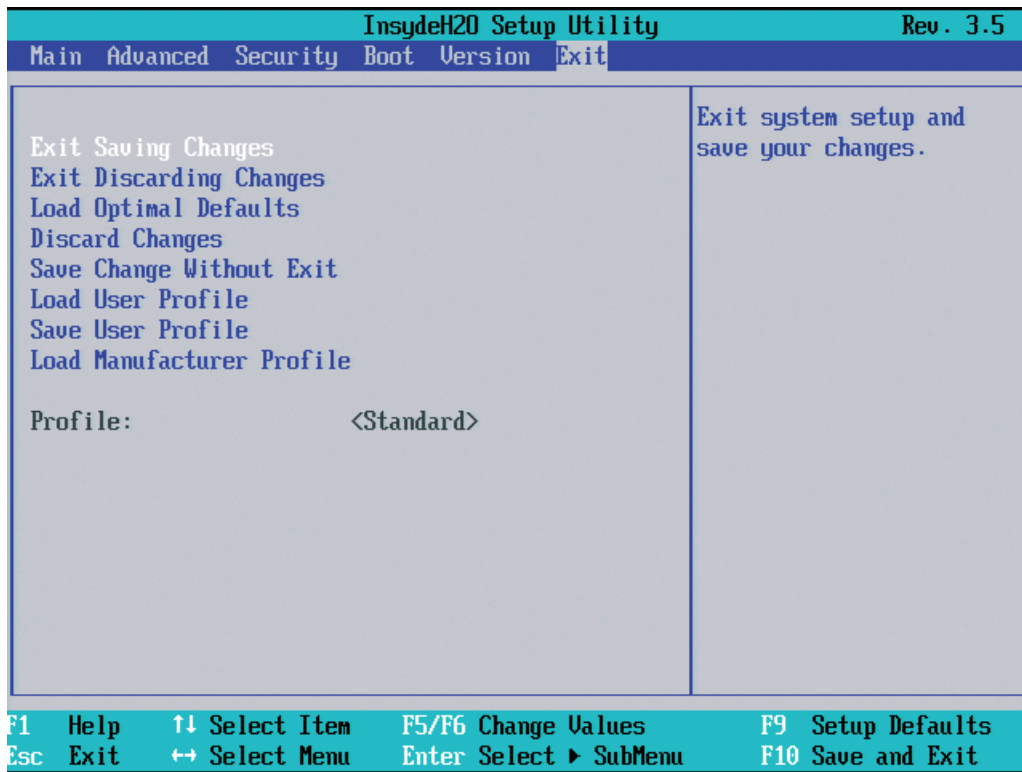 InsydeH20 Setup Utility Rev. 3.5
Main Advanced Security Boot Version Exit
Exit Saving Changes
Exit Discarding Changes
Load Optimal Defaults
Discard Changes
Save Change Without Exit
Load User Profile
Save User Profile
Load Manufacturer Profile
Profile: <Standard>
Exit system setup and
save your changes.
F1 Help ↑↓ Select Item F5/F6 Change Values F9 Setup Defaults
Esc Exit ↔ Select Menu Enter Select ▶ SubMenu F10 Save and Exit